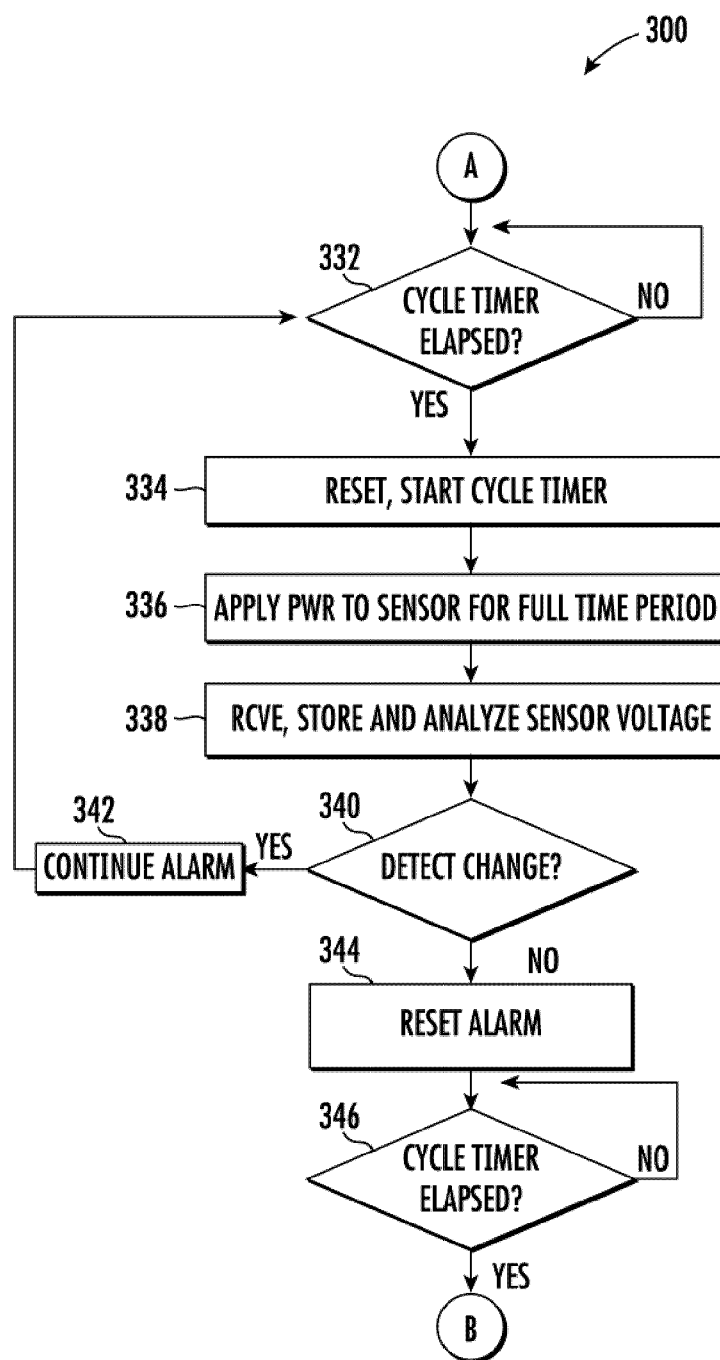 300
A
332
CYCLE TIMER
ELAPSED?
NO
YES
334
RESET, START CYCLE TIMER
336
APPLY PWR TO SENSOR FOR FULL TIME PERIOD
338
RCVE, STORE AND ANALYZE SENSOR VOLTAGE
342
340
CONTINUE ALARM
YES
DETECT CHANGE?
344
NO
RESET ALARM
346
CYCLE TIMER
ELAPSED?
NO
YES
B